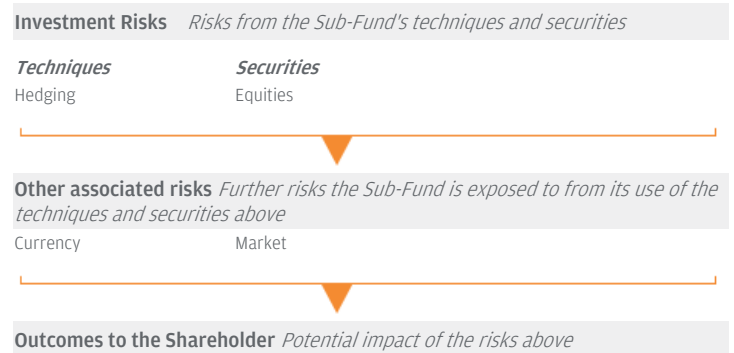 Investment Risks Risks from the Sub-Fund's techniques and securities
Techniques Securities
Hedging Equities
Other associated risks Further risks the Sub-Fund is exposed to from its use of the
techniques and securities above
Currency Market
Outcomes to the Shareholder Potential impact of the risks above